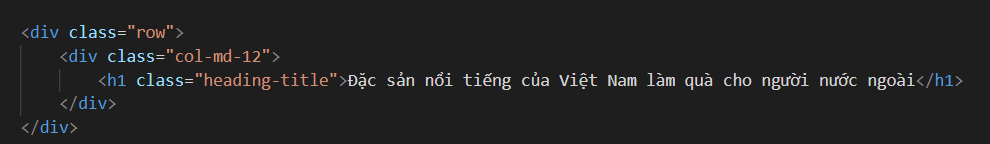 <div class="row">
<div class="col-md-12">
<h1 class="heading-title">Đặc sản nổi tiếng của Việt Nam làm quà cho người nước ngoài</h1>
</div>
</div>